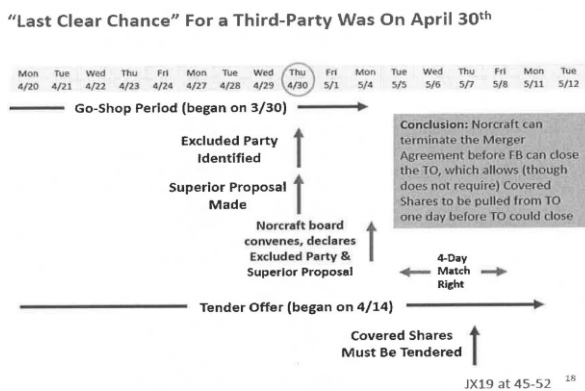 "Last Clear Chance" For a Third-Party Was On April 30th
Mon Tue Wed Thu Fri Mon Tue Wed Thu Fri Mon Tue Wed Thu Fri Mon Tue
4/20 4/21 4/22 4/23 4/24 4/27 4/28 4/29 4/30 5/1 5/4 5/5 5/6 5/7 5/8 5/11 5/12
Go-Shop Period (began on 3/30)
Excluded Party
Identified
Superior Proposal
Made
Norcraft board
convenes, declares
Excluded Party &
Superior Proposal
Conclusion: Norcraft can
terminate the Merger
Agreement before FB can close
the TO, which allows (though
does not require) Covered
Shares to be pulled from TO
one day before TO could close
4-Day
Match
Right
Tender Offer (began on 4/14)
Covered Shares
Must Be Tendered
JX19 at 45-52 18